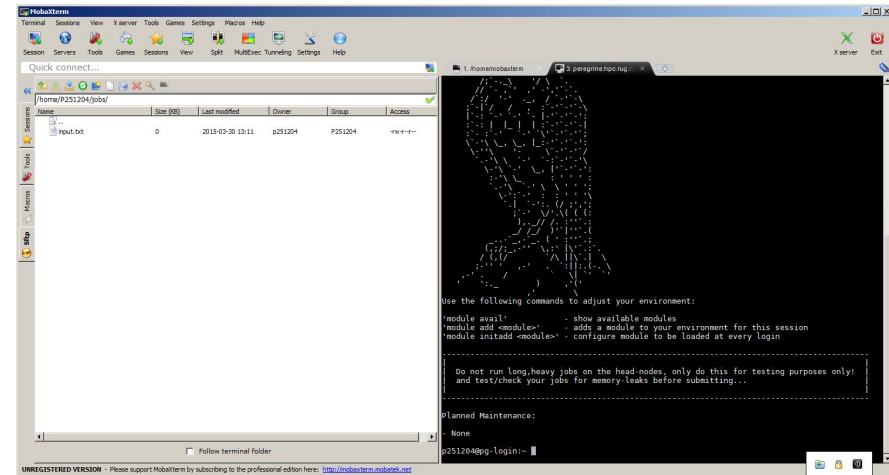 MobaXterm
Terminal Sessions View X server Tools Games Settings Macros Help
Session Servers Tools Games Sessions View Split MultiExec Tunneling Settings Help
X server Exit
Quick connect...
1. /home/mobaxterm
3. peregrine.hpc.rug.
/home/P251204/jobs/
Name Size (KB) Last modified Owner Group Access
..
input.txt 0 2015-03-30 13:11 p251204 P251204 -rw-r--r--
Sessions
Tools
Macros
Sftp
Follow terminal folder
Use the following commands to adjust your environment:
'module avail' - show available modules
'module add <module>' - adds a module to your environment for this session
'module initadd <module>' - configure module to be loaded at every login
Do not run long,heavy jobs on the head-nodes, only do this for testing purposes only!
and test/check your jobs for memory-leaks before submitting...
Planned Maintenance:
- None
p251204@pg-login:~
UNREGISTERED VERSION - Please support MobaXterm by subscribing to the professional edition here: http://mobaxterm.mobatek.net